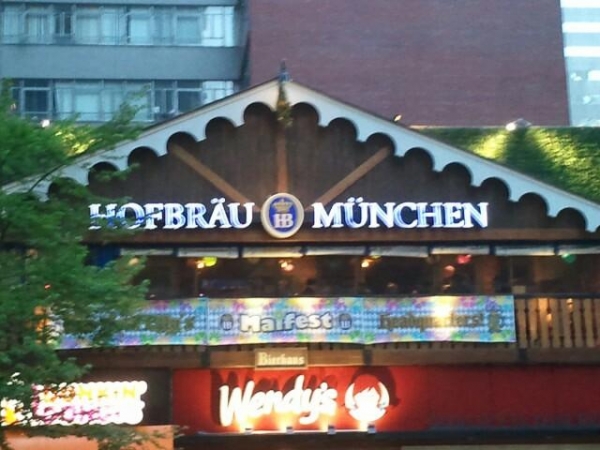 HOFBRÄU HB MÜNCHEN
Maifest
Bierhaus
Wendy's